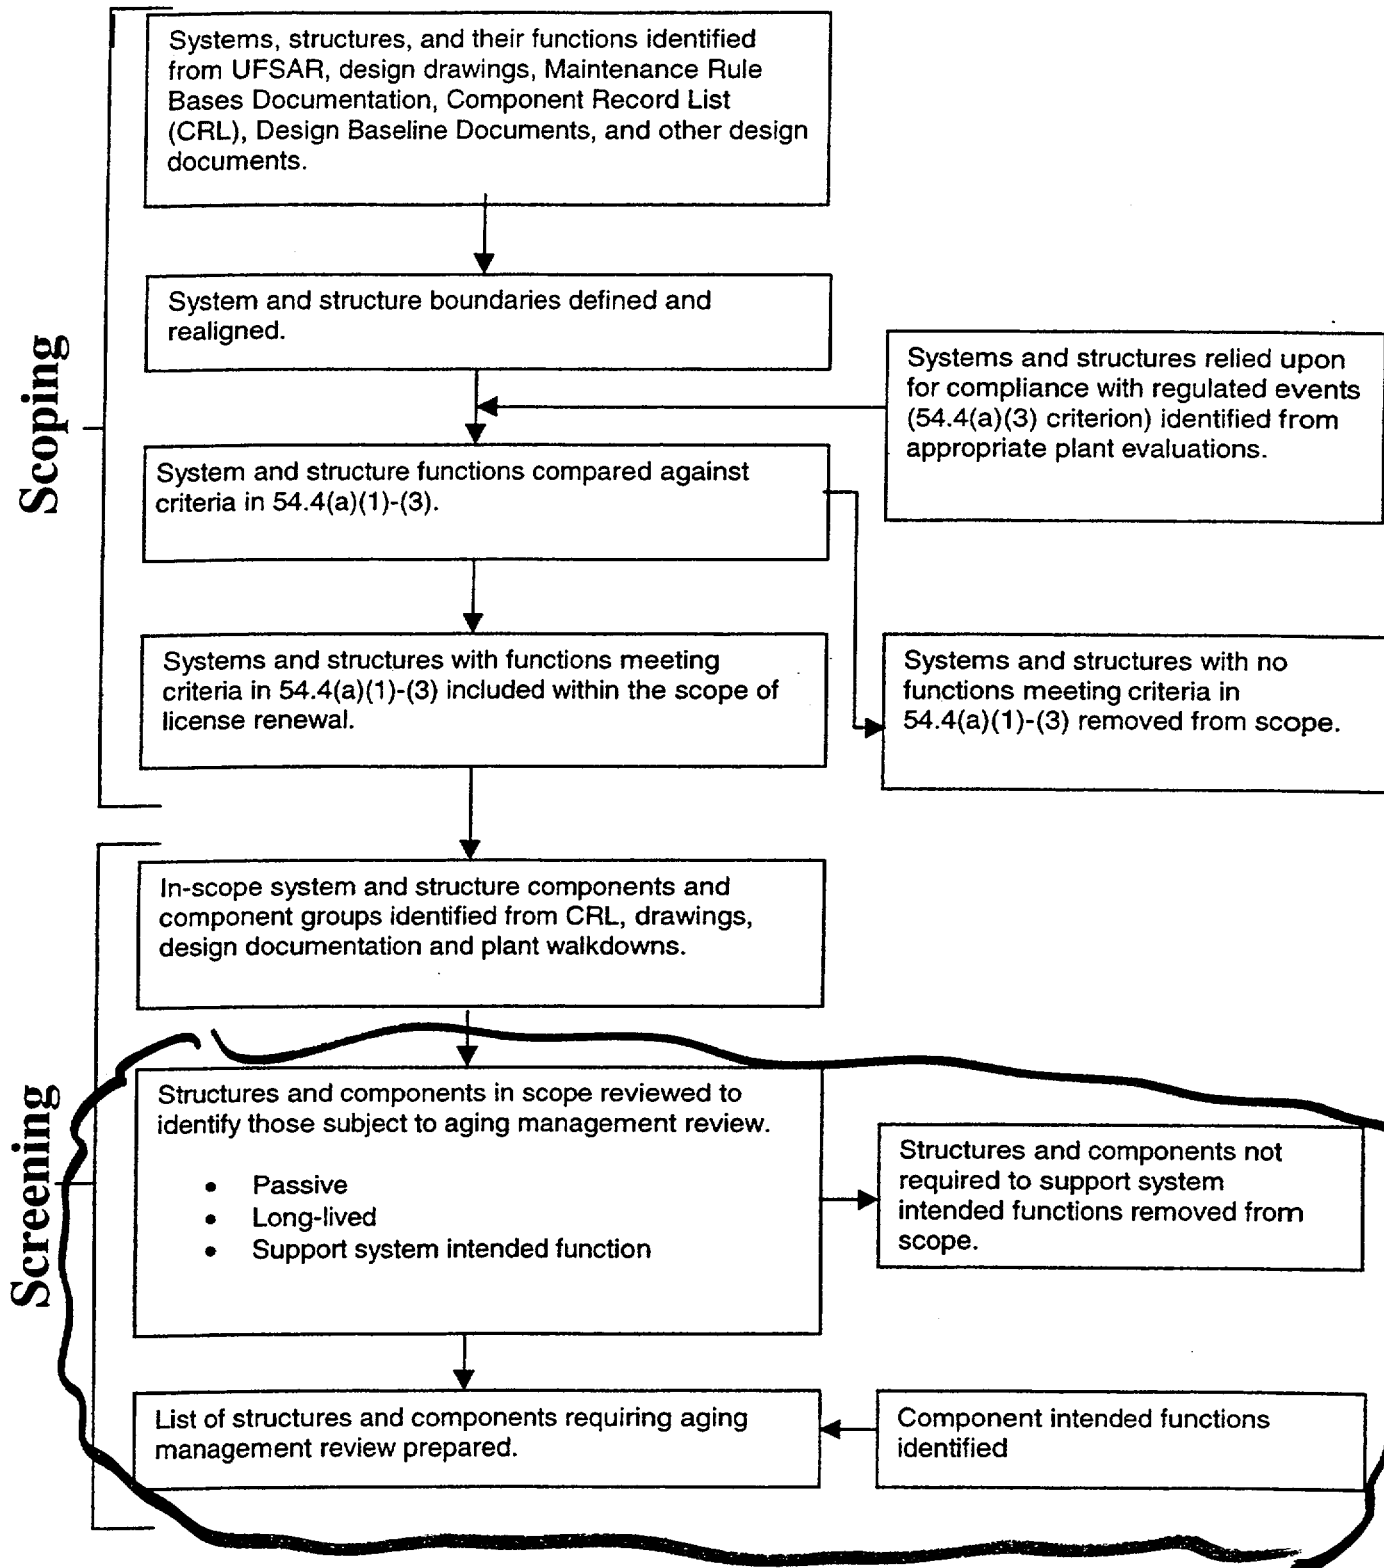 Scoping
Systems, structures, and their functions identified
from UFSAR, design drawings, Maintenance Rule
Bases Documentation, Component Record List
(CRL), Design Baseline Documents, and other design
documents.
System and structure boundaries defined and
realigned.
Systems and structures relied upon
for compliance with regulated events
(54.4(a)(3) criterion) identified from
appropriate plant evaluations.
System and structure functions compared against
criteria in 54.4(a)(1)-(3).
Systems and structures with functions meeting
criteria in 54.4(a)(1)-(3) included within the scope of
license renewal.
Systems and structures with no
functions meeting criteria in
54.4(a)(1)-(3) removed from scope.
Screening
In-scope system and structure components and
component groups identified from CRL, drawings,
design documentation and plant walkdowns.
Structures and components in scope reviewed to
identify those subject to aging management review.
• Passive
• Long-lived
• Support system intended function
Structures and components not
required to support system
intended functions removed from
scope.
List of structures and components requiring aging
management review prepared.
Component intended functions
identified